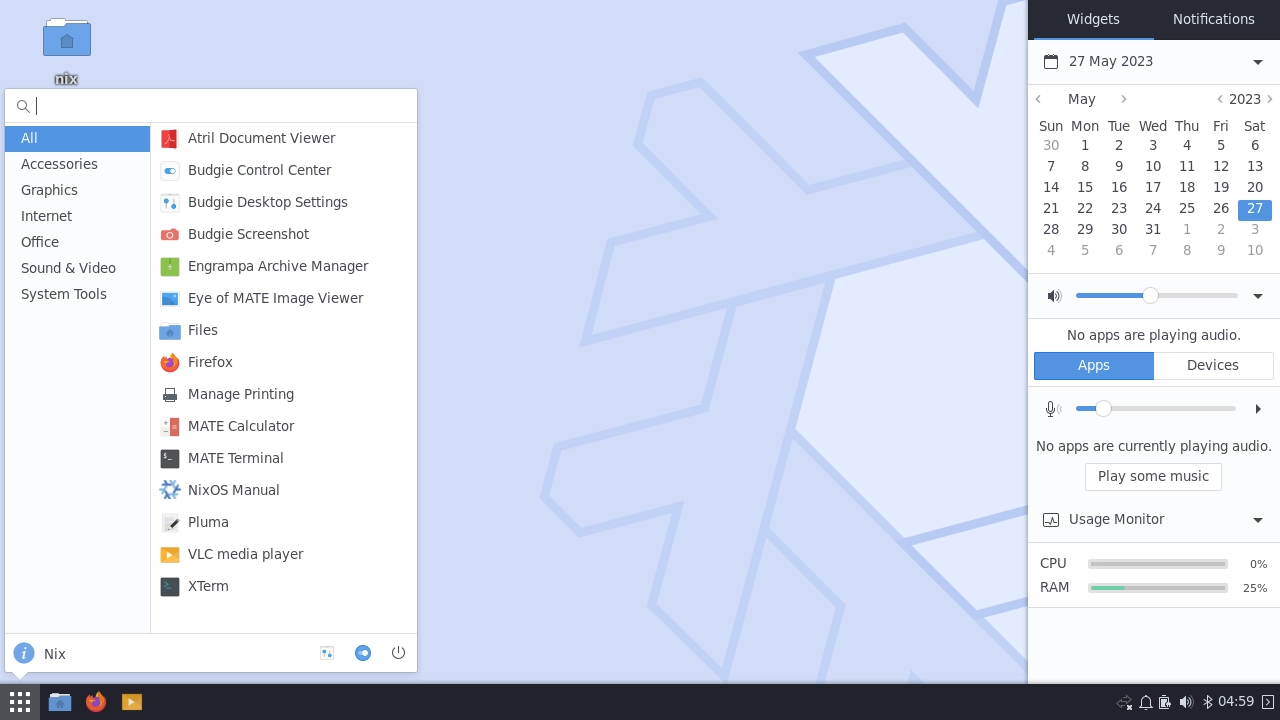 nix
All
Accessories
Graphics
Internet
Office
Sound & Video
System Tools
Atril Document Viewer
Budgie Control Center
Budgie Desktop Settings
Budgie Screenshot
Engrampa Archive Manager
Eye of MATE Image Viewer
Files
Firefox
Manage Printing
MATE Calculator
MATE Terminal
NixOS Manual
Pluma
VLC media player
XTerm
Nix
Widgets Notifications
27 May 2023
May 2023
Sun Mon Tue Wed Thu Fri Sat
30 1 2 3 4 5 6
7 8 9 10 11 12 13
14 15 16 17 18 19 20
21 22 23 24 25 26 27
28 29 30 31 1 2 3
4 5 6 7 8 9 10
No apps are playing audio.
Apps Devices
No apps are currently playing audio.
Play some music
Usage Monitor
CPU 0%
RAM 25%
04:59